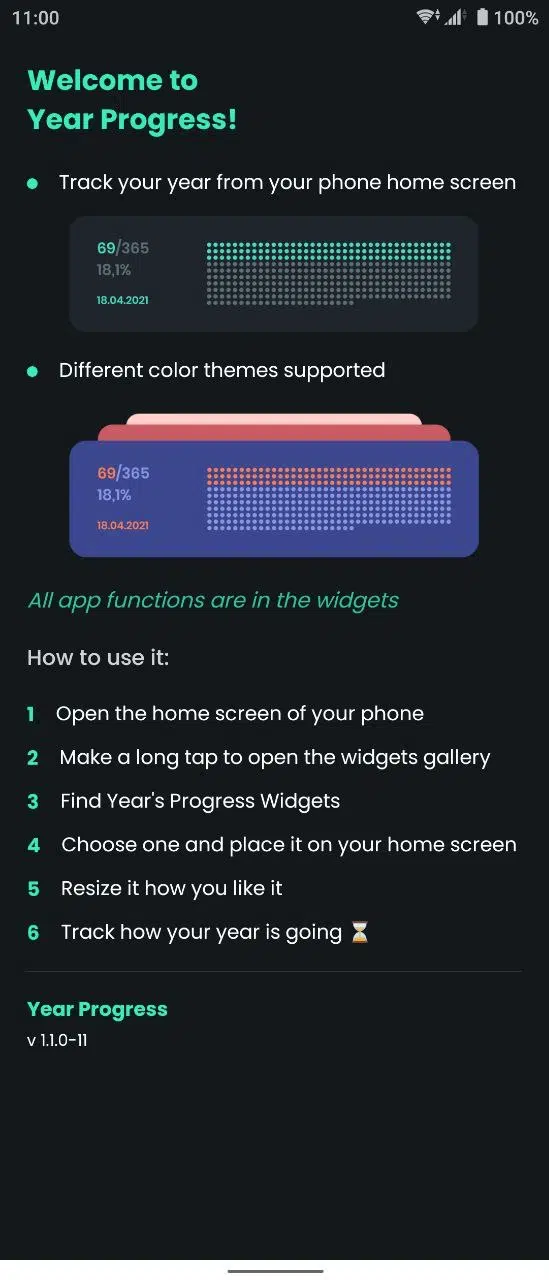 11:00 100%
Welcome to
Year Progress!
Track your year from your phone home screen
69/365
18,1%
18.04.2021
Different color themes supported
69/365
18,1%
18.04.2021
All app functions are in the widgets
How to use it:
1 Open the home screen of your phone
2 Make a long tap to open the widgets gallery
3 Find Year's Progress Widgets
4 Choose one and place it on your home screen
5 Resize it how you like it
6 Track how your year is going ⏳
Year Progress
v 1.1.0-11